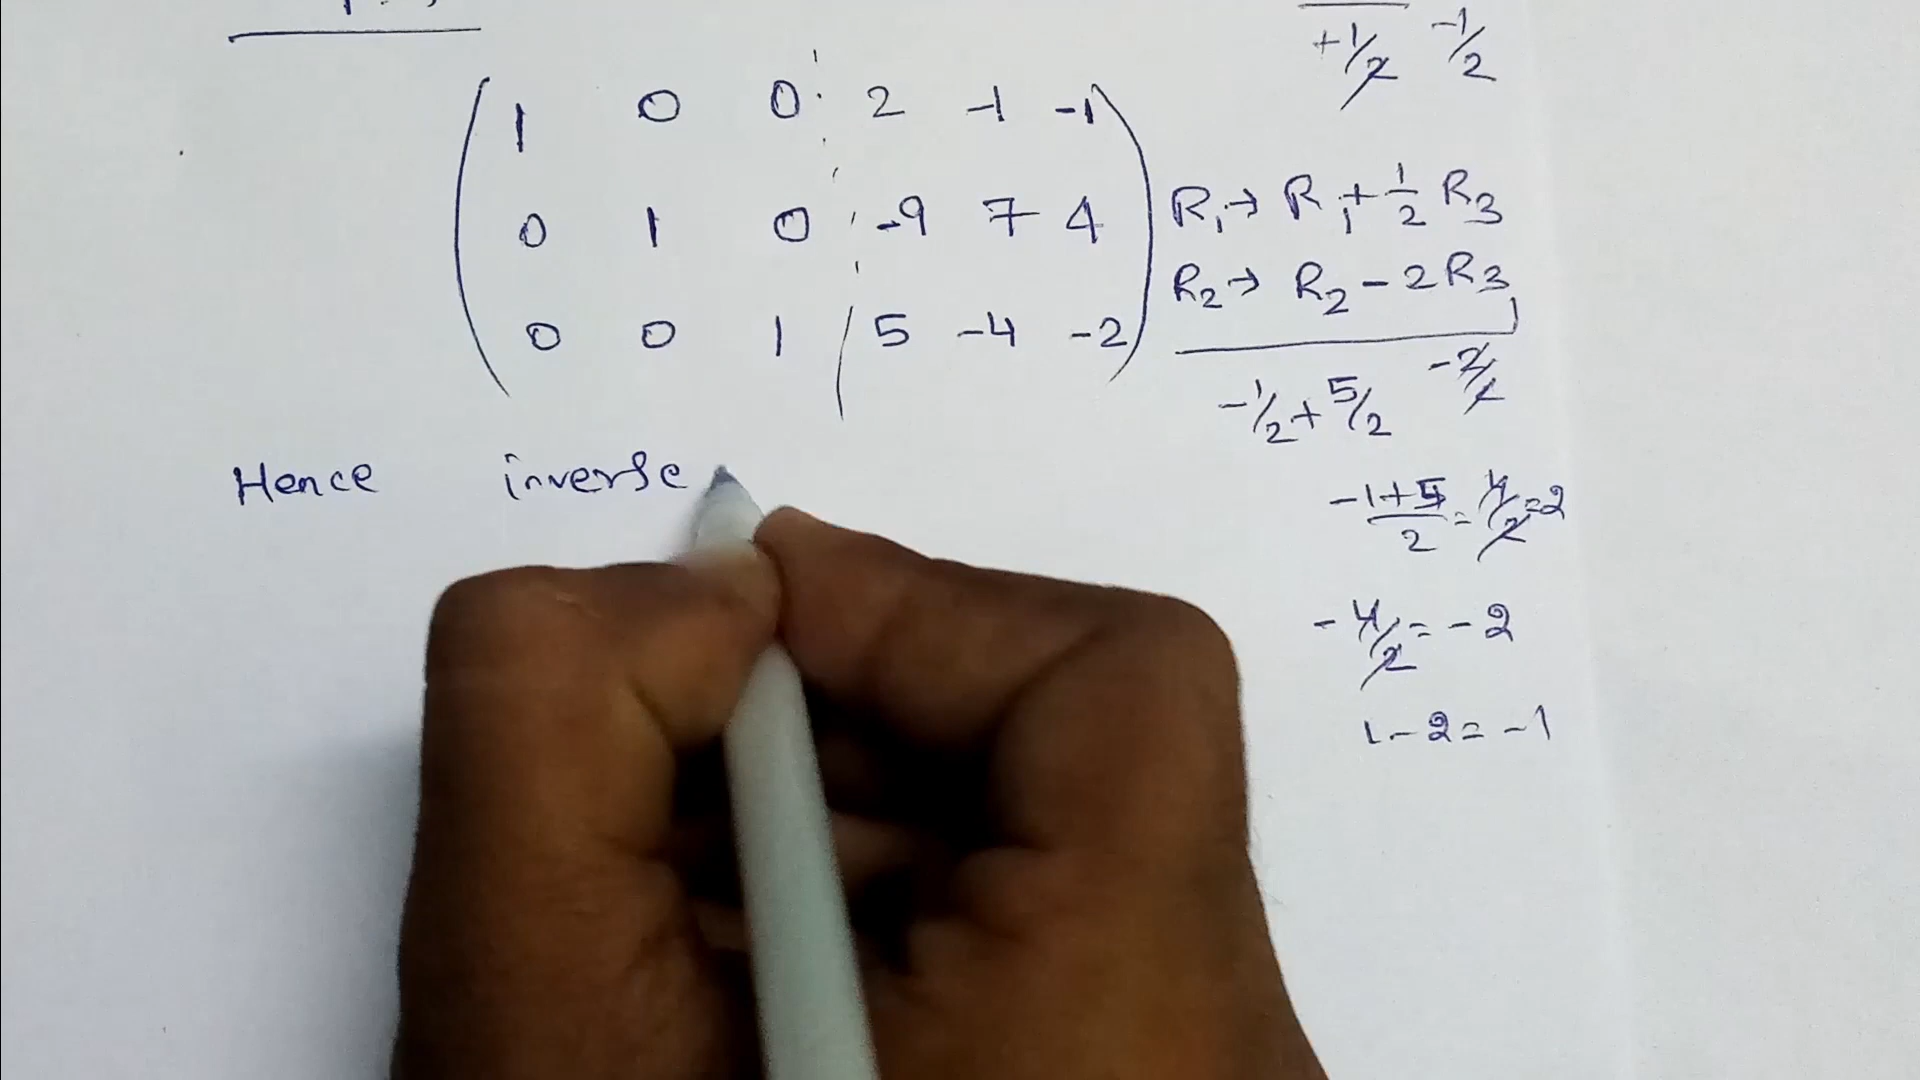 +1/2 -1/2
1 0 0 2 -1 -1
0 1 0 -9 7 4 R₁→ R₁+ 1/2 R₃
R₂→ R₂ - 2R₃
0 0 1 5 -4 -2
-1/2 + 5/2 -2/2
Hence inverse
-1+5/2 = 4/2 = 2
-4/2 = -2
1-2 = -1